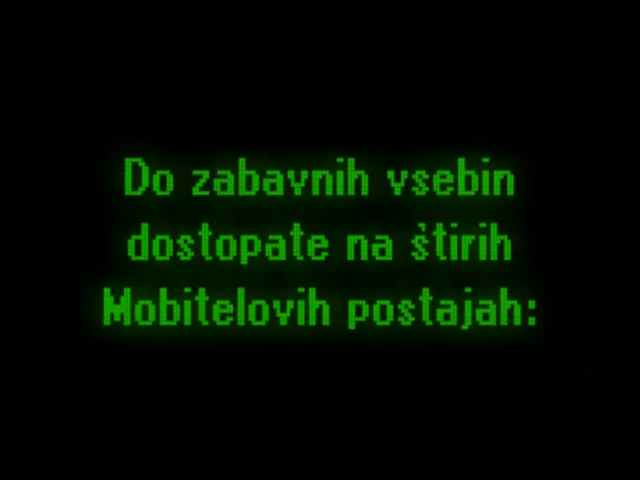 Do zabavnih vsebin
dostopate na štirih
Mobitelovih postajah: